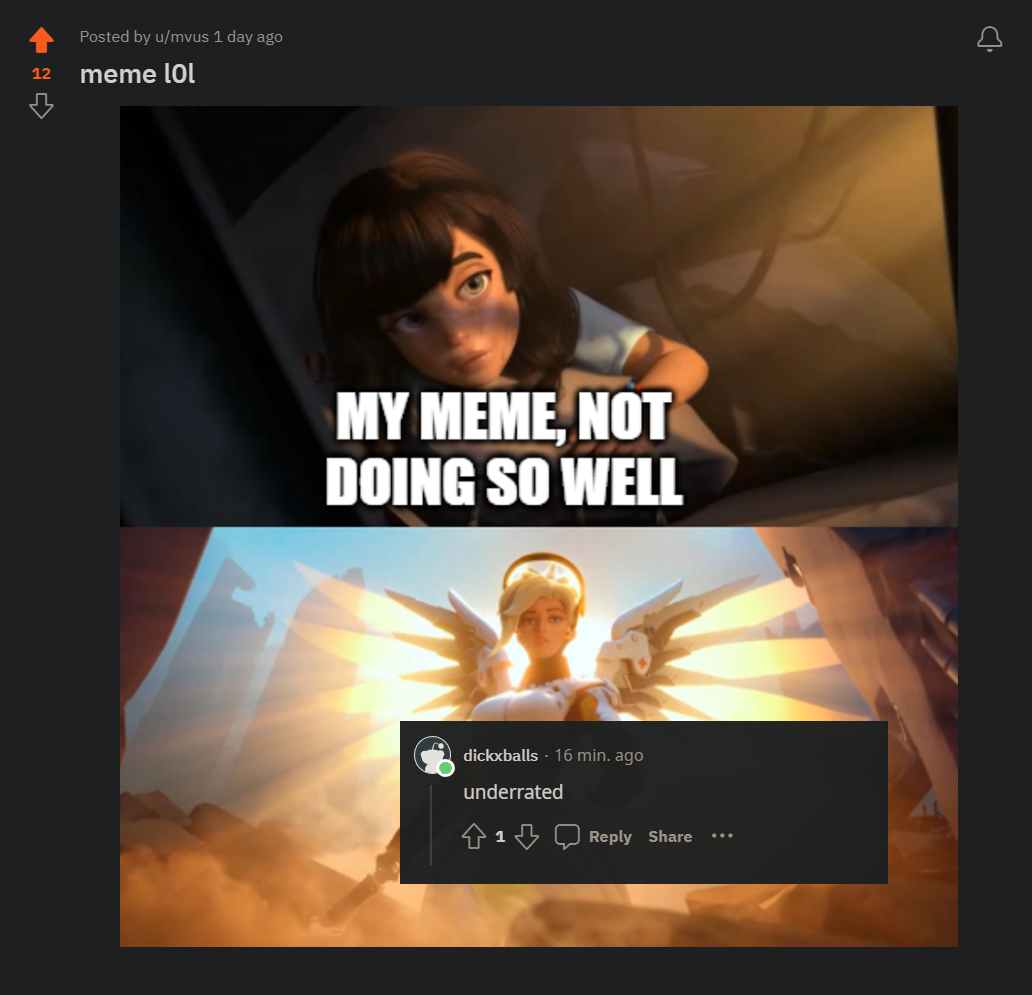 Posted by u/mvus 1 day ago
12
meme l0l
MY MEME, NOT
DOING SO WELL
dickxballs · 16 min. ago
underrated
1 Reply Share ···